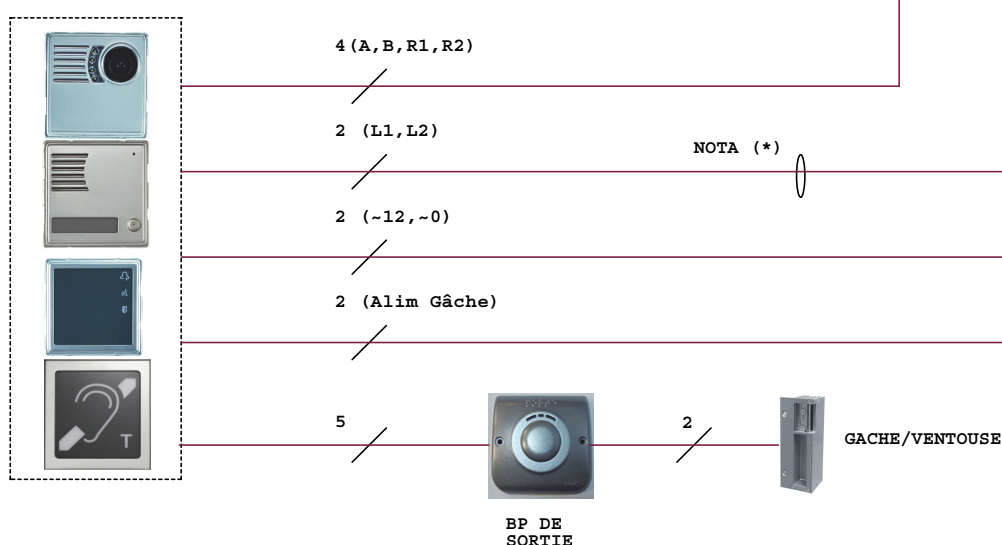 4(A,B,R1,R2)
2 (L1,L2)
NOTA (*)
2 (~12,~0)
2 (Alim Gâche)
T
5
2
GACHE/VENTOUSE
BP DE
SORTIE